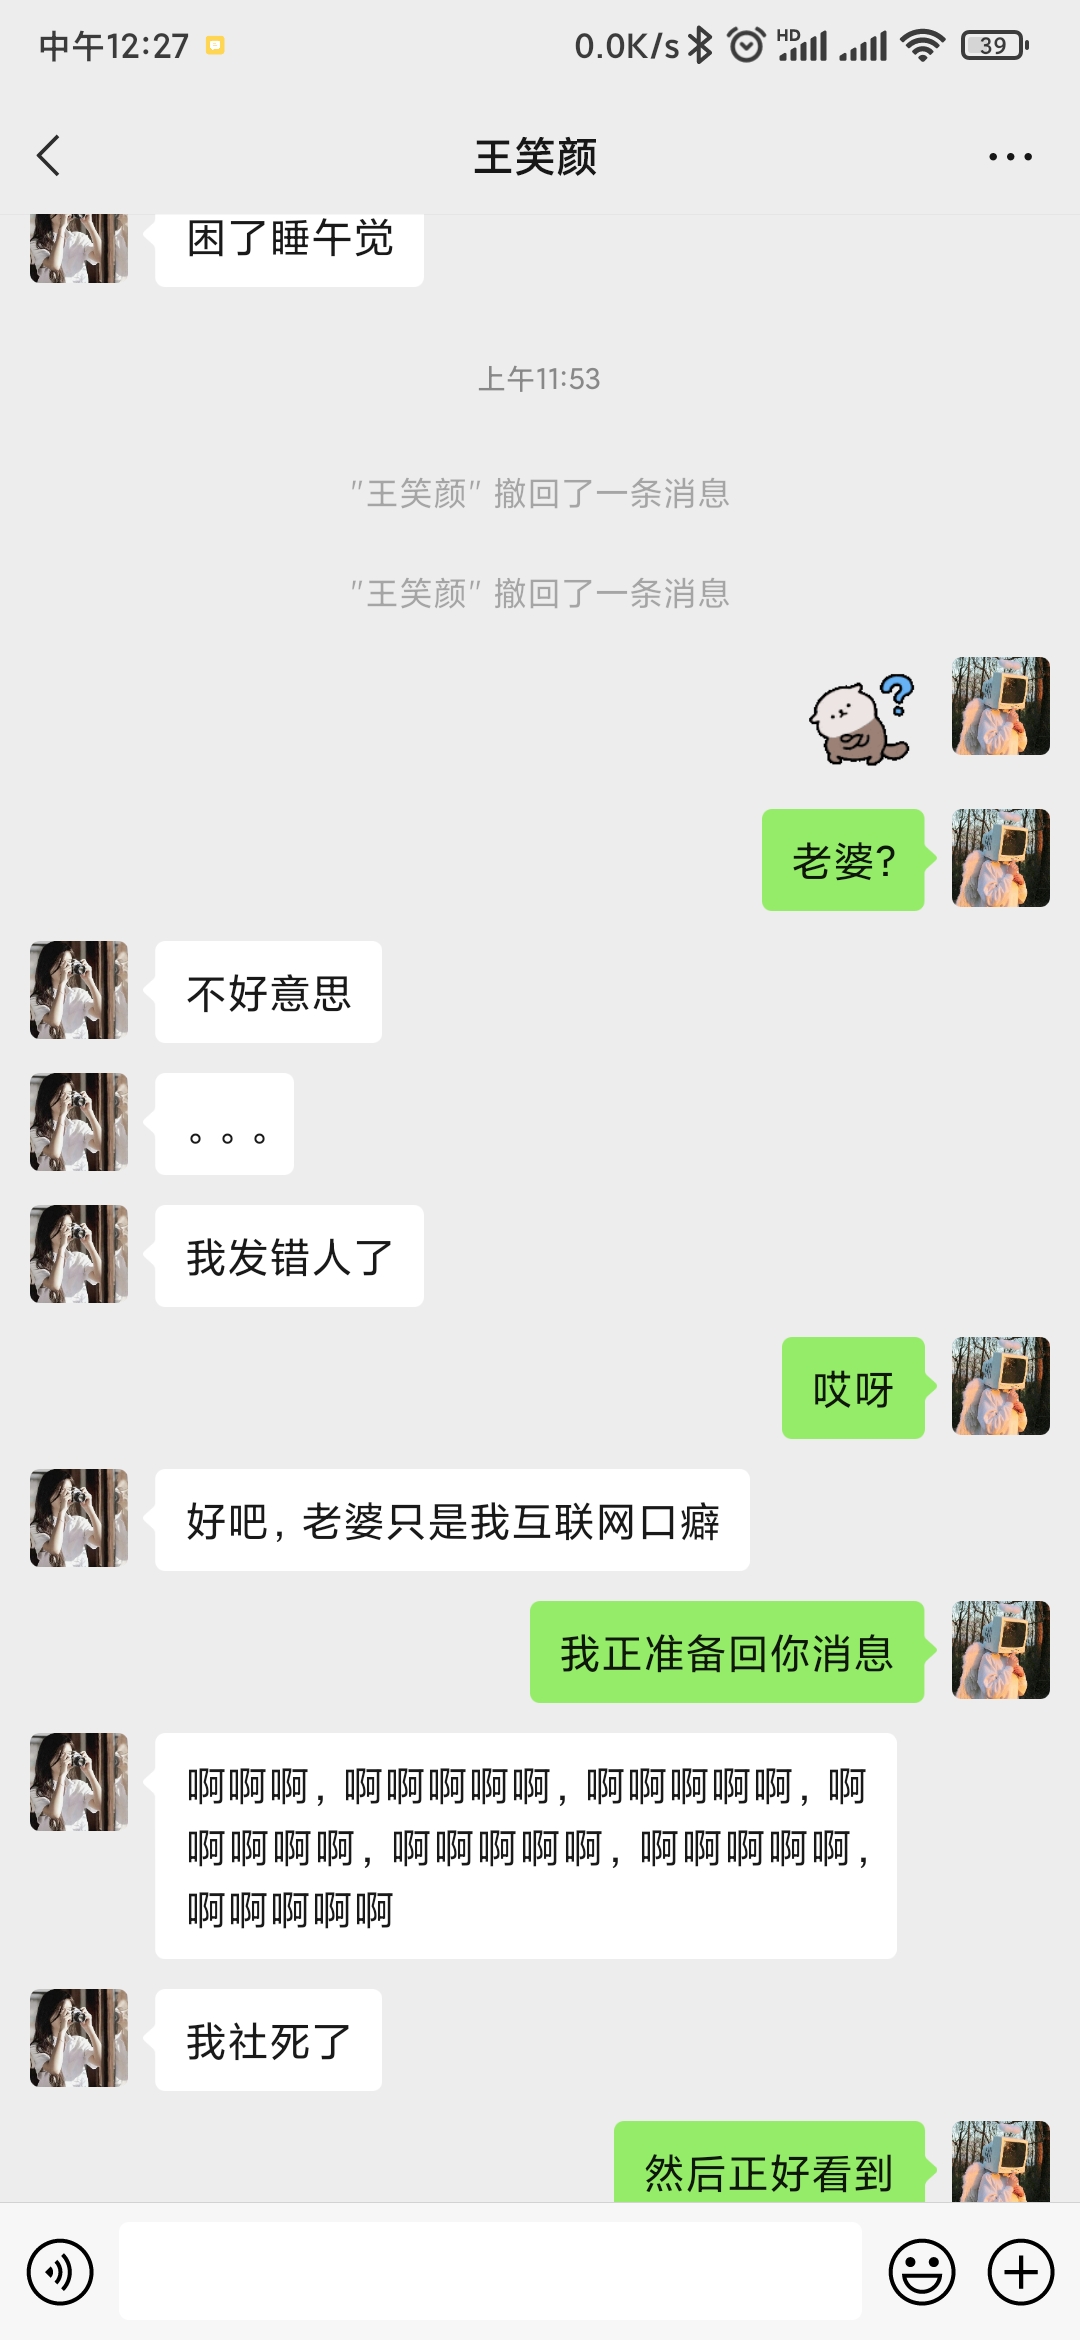 中午12:27
0.0K/s HD 39
王笑颜
困了睡午觉
上午11:53
"王笑颜" 撤回了一条消息
"王笑颜" 撤回了一条消息
老婆?
不好意思
。。。
我发错人了
哎呀
好吧, 老婆只是我互联网口癖
我正准备回你消息
啊啊啊, 啊啊啊啊啊, 啊啊啊啊啊, 啊
啊啊啊啊, 啊啊啊啊啊, 啊啊啊啊啊,
啊啊啊啊啊
我社死了
然后正好看到